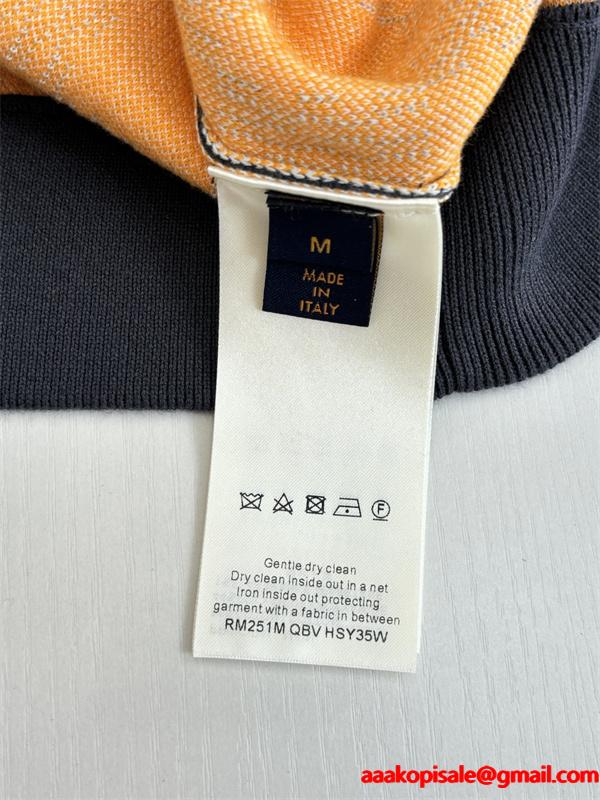 M
MADE
IN
ITALY
Gentle dry clean
Dry clean inside out in a net
Iron inside out protecting
garment with a fabric in between
RM251M QBV HSY35W
aaakopisale@gmail.com